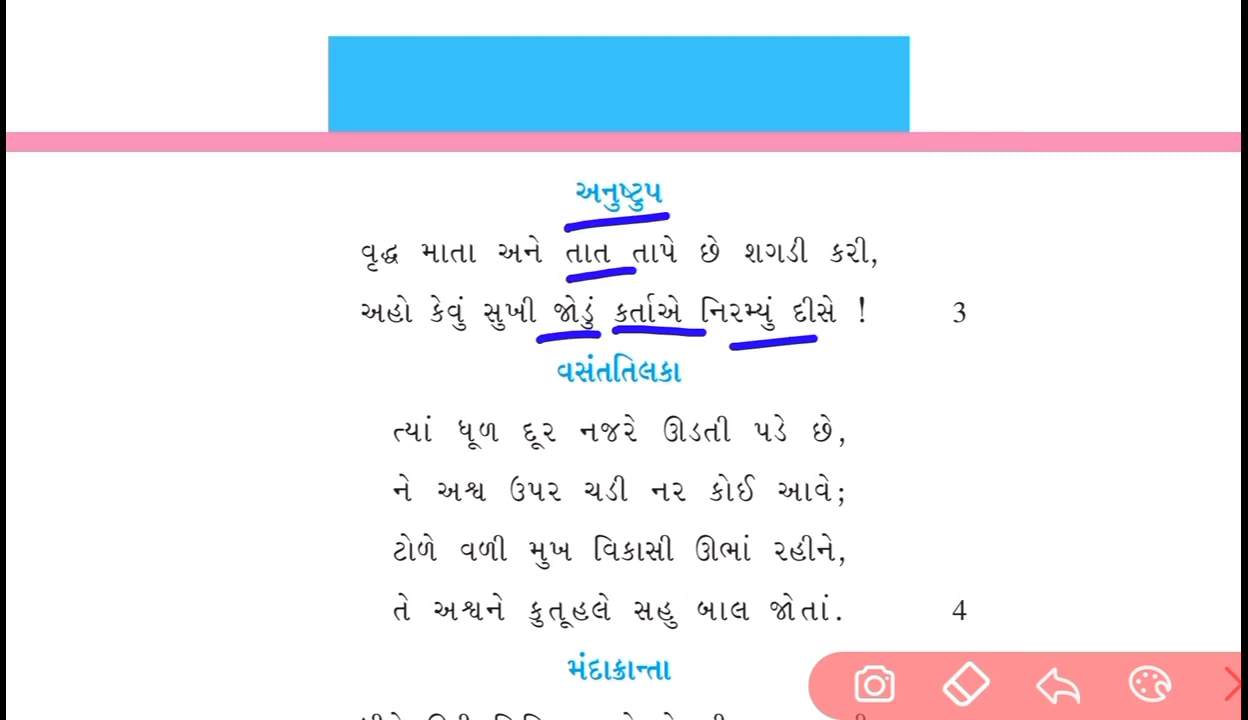 અનુષ્ટુપ
વૃદ્ધ માતા અને તાત તાપે છે શગડી કરી,
અહો કેવું સુખી જોડું કર્તાએ નિરમ્યું દીસે ! 3
વસંતતિલકા
ત્યાં ધૂળ દૂર નજરે ઊડતી પડે છે,
ને અશ્વ ઉપર ચડી નર કોઈ આવે;
ટોળે વળી મુખ વિકાસી ઊભાં રહીને,
તે અશ્વને કુતૂહલે સહુ બાલ જોતાં. 4
મંદાક્રાન્તા